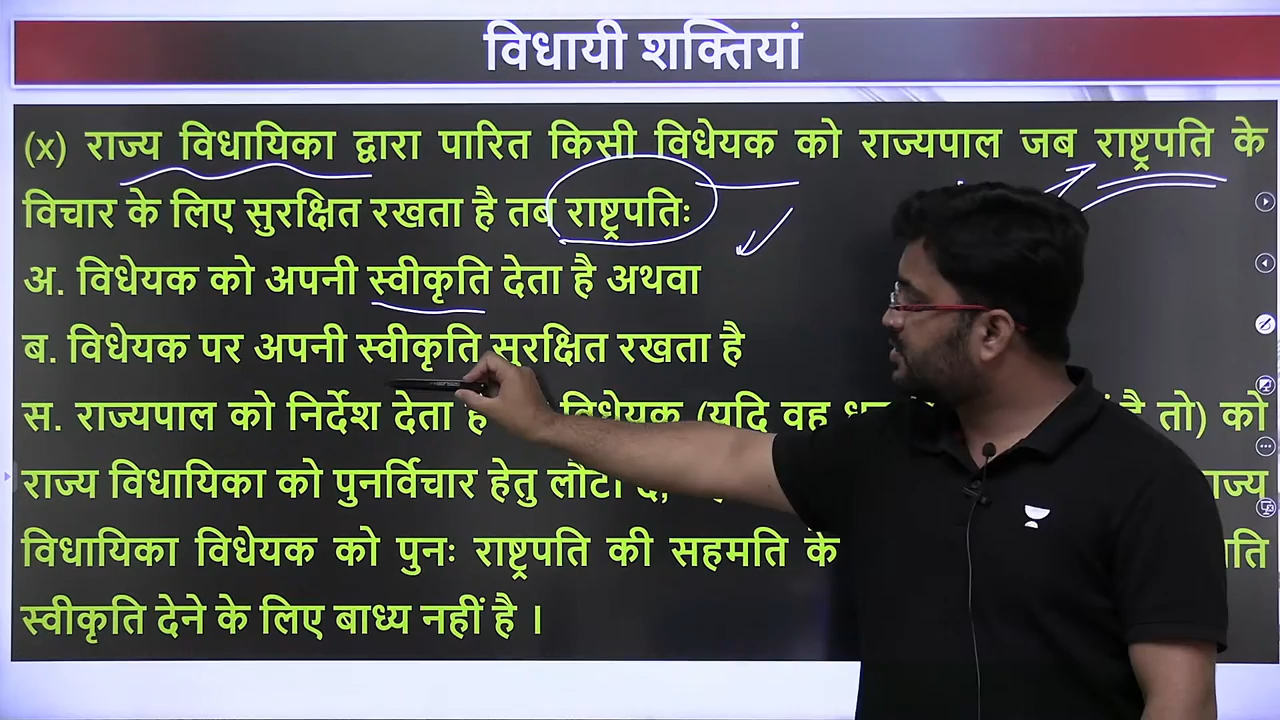 विधायी शक्तियां
(x) राज्य विधायिका द्वारा पारित किसी विधेयक को राज्यपाल जब राष्ट्रपति के
विचार के लिए सुरक्षित रखता है तब राष्ट्रपतिः
अ. विधेयक को अपनी स्वीकृति देता है अथवा
ब. विधेयक पर अपनी स्वीकृति सुरक्षित रखता है
स. राज्यपाल को निर्देश देता है विधेयक (यदि वह है तो) को
राज्य विधायिका को पुनर्विचार हेतु लौटा दे, राज्य
विधायिका विधेयक को पुनः राष्ट्रपति की सहमति के
स्वीकृति देने के लिए बाध्य नहीं है ।